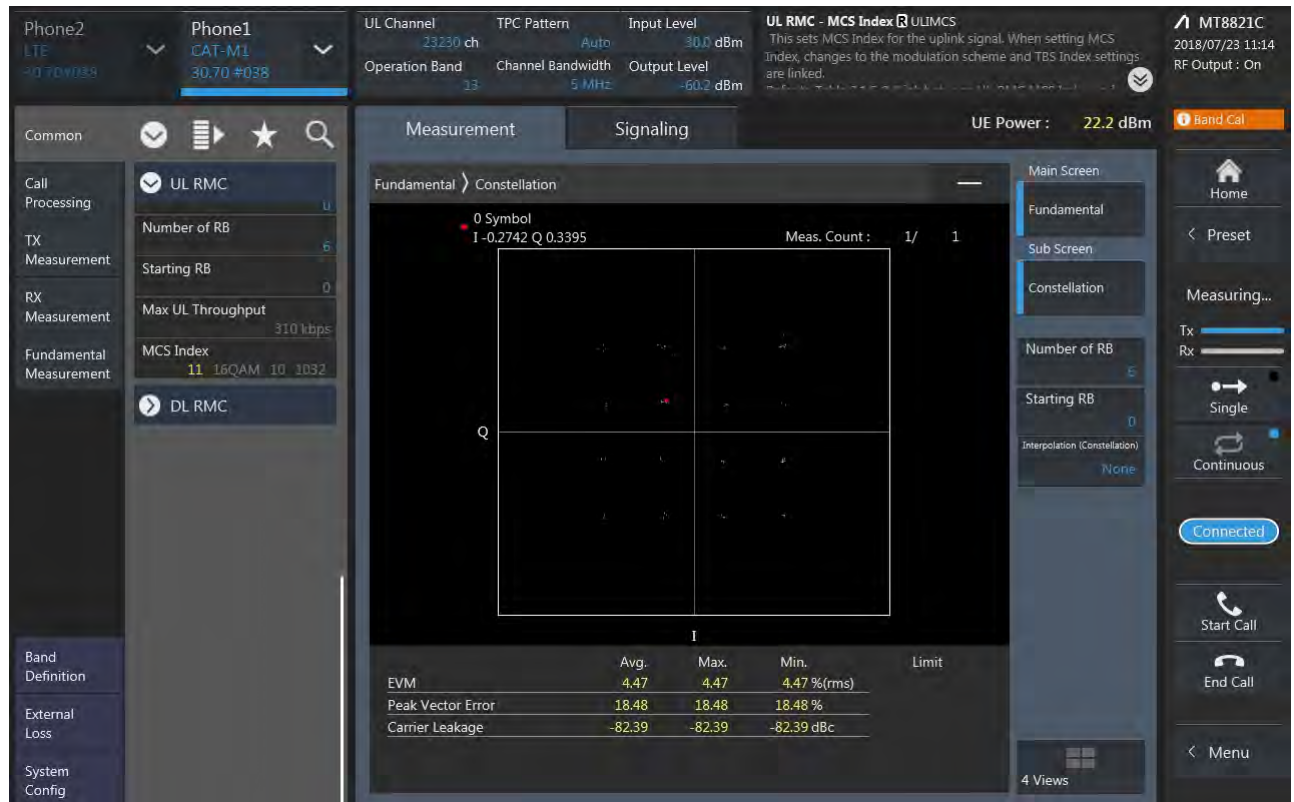 Phone2
LTE
Phone1
CAT-M1
30.70 #038
UL Channel
23230 ch
TPC Pattern
Auto
Input Level
30.0 dBm
Operation Band
13
Channel Bandwidth
5 MHz
Output Level
-60.2 dBm
UL RMC - MCS Index R ULIMCS
This sets MCS Index for the uplink signal. When setting MCS
Index, changes to the modulation scheme and TBS Index settings
are linked.
MT8821C
2018/07/23 11:14
RF Output : On
Common
Measurement
Signaling
UE Power : 22.2 dBm
Band Cal
Call
Processing
TX
Measurement
RX
Measurement
Fundamental
Measurement
UL RMC
0
Number of RB
6
Starting RB
0
Max UL Throughput
310 kbps
MCS Index
11 16QAM 10 1032
DL RMC
Band
Definition
External
Loss
System
Config
Fundamental 〉 Constellation
0 Symbol
I -0.2742 Q 0.3395
Meas. Count : 1/ 1
Q
I
Avg. Max. Min. Limit
EVM 4.47 4.47 4.47 %(rms)
Peak Vector Error 18.48 18.48 18.48 %
Carrier Leakage -82.39 -82.39 -82.39 dBc
Main Screen
Fundamental
Sub Screen
Constellation
Number of RB
6
Starting RB
0
Interpolation (Constellation)
None
4 Views
Home
< Preset
Measuring...
Tx
Rx
Single
Continuous
Connected
Start Call
End Call
< Menu